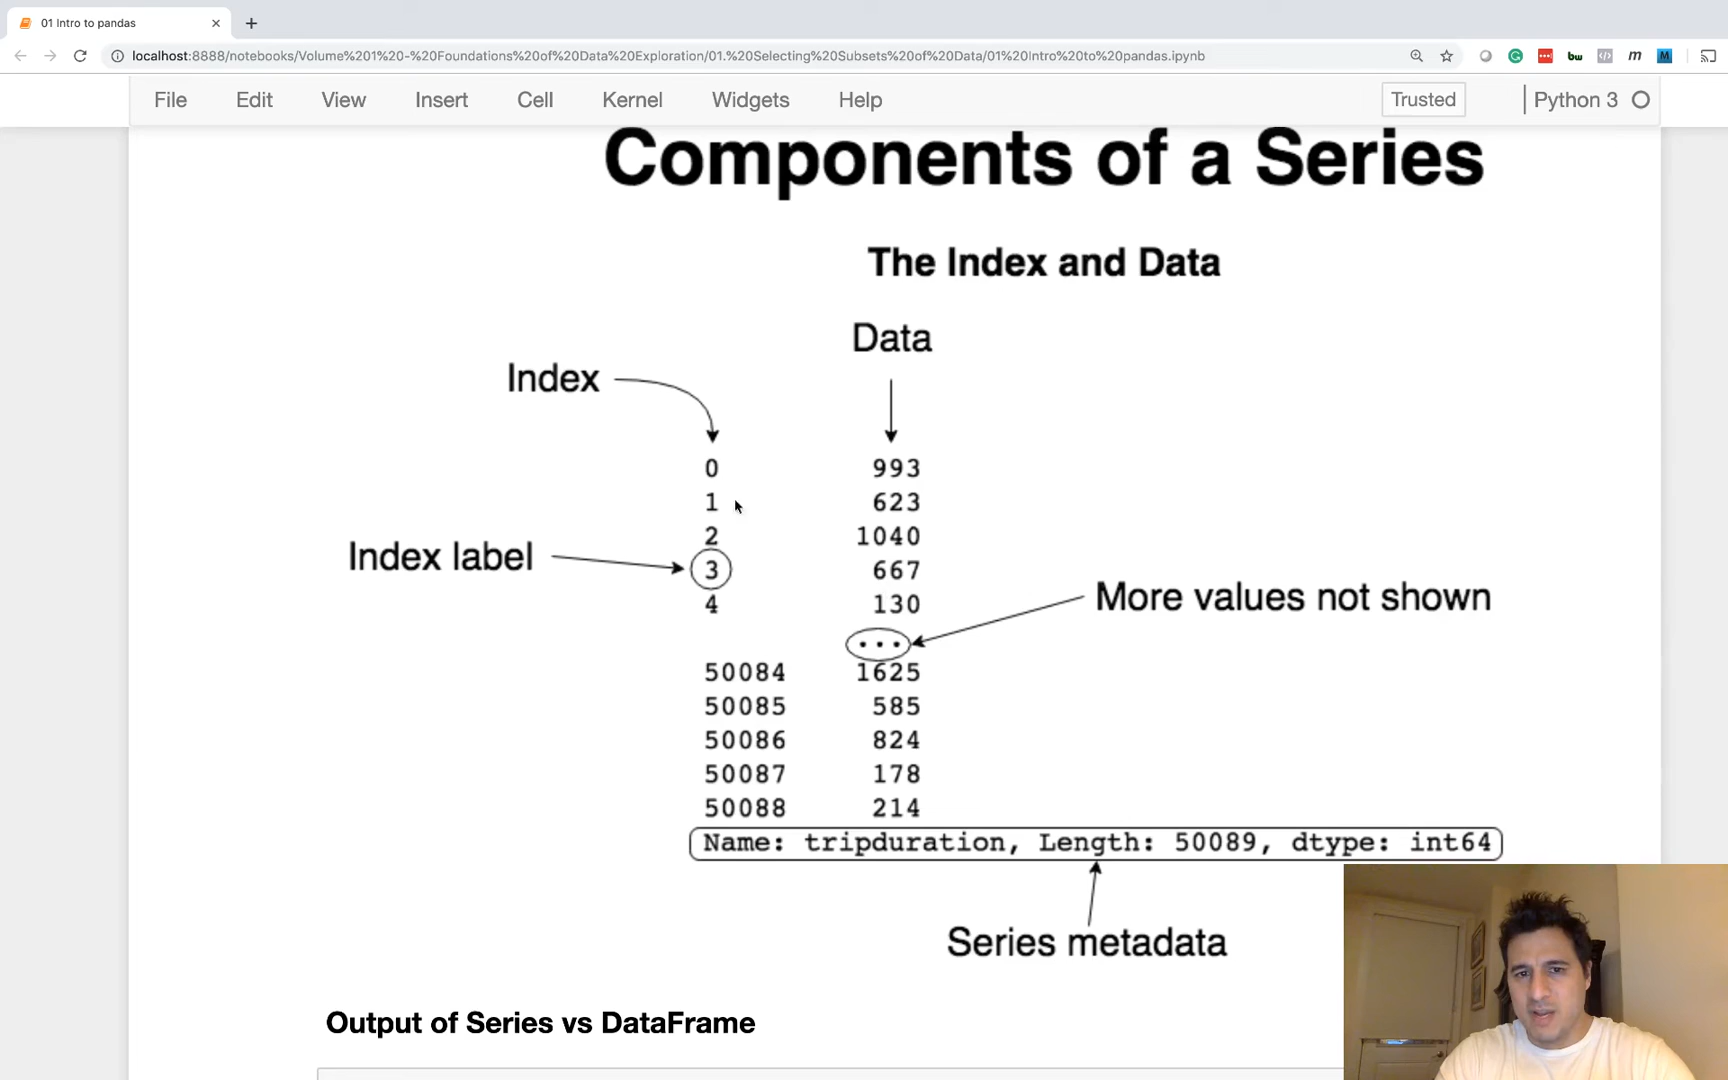 01 Intro to pandas
localhost:8888/notebooks/Volume%201%20-%20Foundations%20of%20Data%20Exploration/01.%20Selecting%20Subsets%20of%20Data/01%20Intro%20to%20pandas.ipynb
bw m M
File Edit View Insert Cell Kernel Widgets Help Trusted Python 3
Components of a Series
The Index and Data
Data
Index
0 993
1 623
2 1040
Index label 3 667
4 130
More values not shown
...
50084 1625
50085 585
50086 824
50087 178
50088 214
Name: tripduration, Length: 50089, dtype: int64
Series metadata
Output of Series vs DataFrame